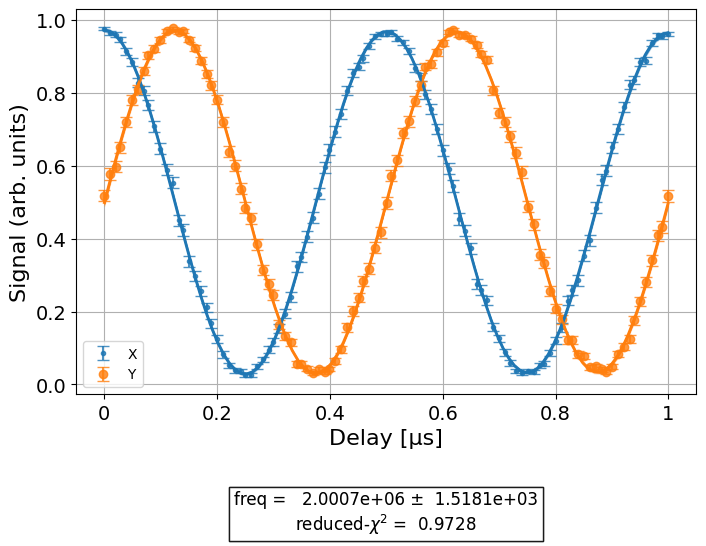 1.0
0.8
0.6
0.4
0.2
0.0
Signal (arb. units)
X
Y
0 0.2 0.4 0.6 0.8 1
Delay [μs]
freq = 2.0007e+06 ± 1.5181e+03
reduced-χ² = 0.9728